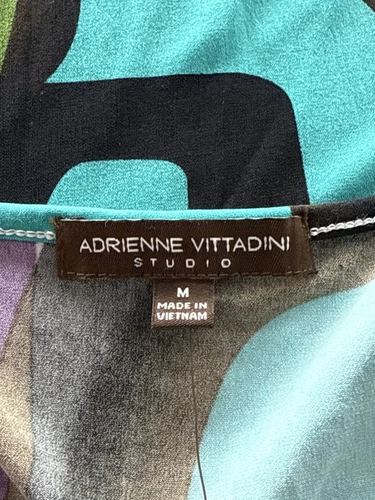 ADRIENNE VITTADINI
STUDIO
M
MADE IN
VIETNAM